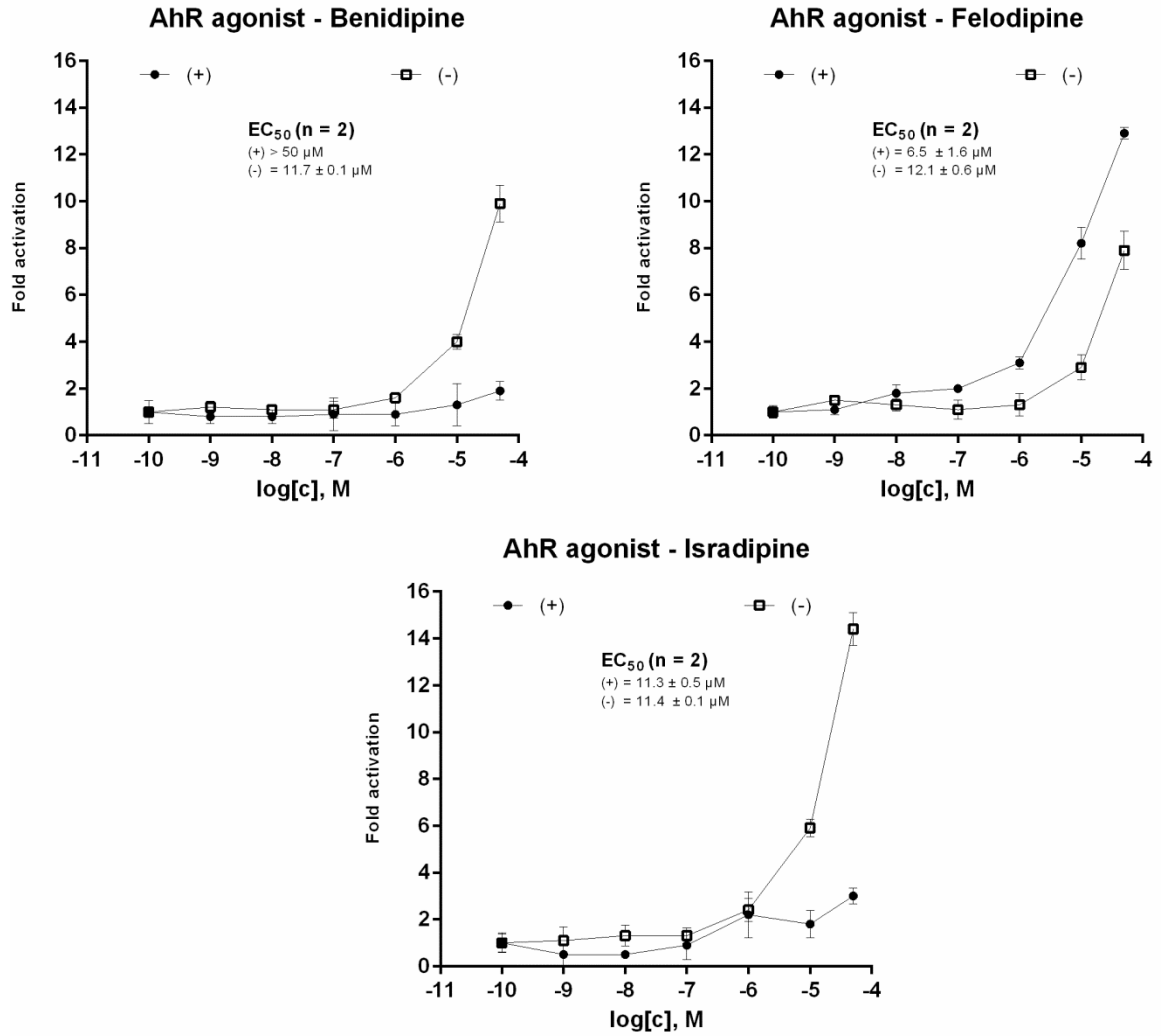 AhR agonist - Benidipine
16
14
12
10
8
6
4
2
0
Fold activation
(+)
(-)
EC50 (n = 2)
(+) > 50 µM
(-) = 11.7 ± 0.1 µM
-11 -10 -9 -8 -7 -6 -5 -4
log[c], M
AhR agonist - Felodipine
16
14
12
10
8
6
4
2
0
Fold activation
(+)
(-)
EC50 (n = 2)
(+) = 6.5 ± 1.6 µM
(-) = 12.1 ± 0.6 µM
-11 -10 -9 -8 -7 -6 -5 -4
log[c], M
AhR agonist - Isradipine
16
14
12
10
8
6
4
2
0
Fold activation
(+)
(-)
EC50 (n = 2)
(+) = 11.3 ± 0.5 µM
(-) = 11.4 ± 0.1 µM
-11 -10 -9 -8 -7 -6 -5 -4
log[c], M